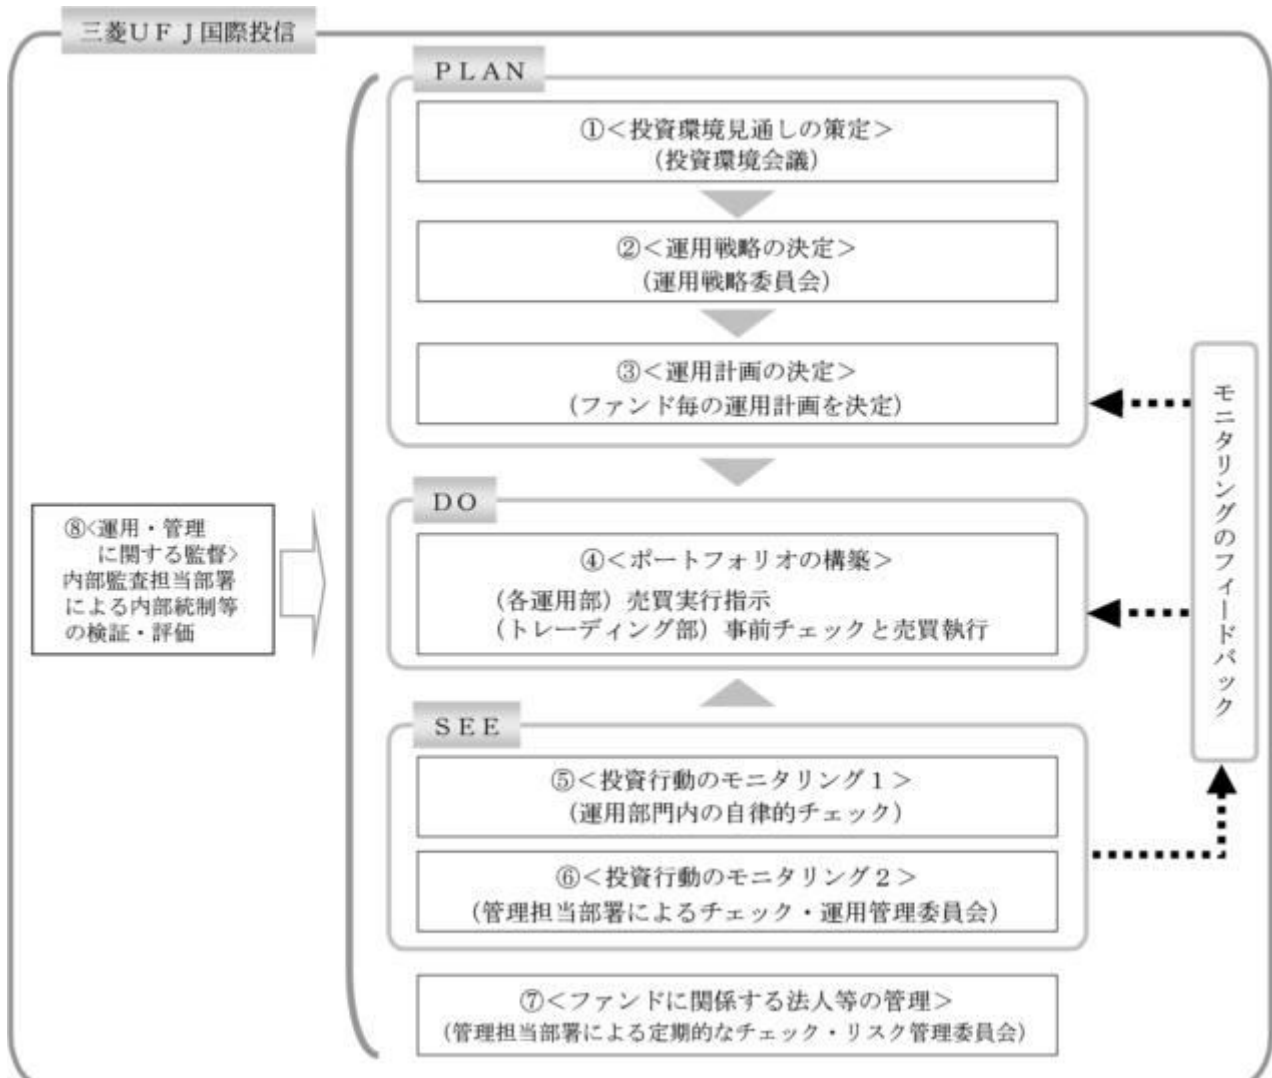 三菱ＵＦＪ国際投信
ＰＬＡＮ
①＜投資環境見通しの策定＞
（投資環境会議）
②＜運用戦略の決定＞
（運用戦略委員会）
③＜運用計画の決定＞
（ファンド毎の運用計画を決定）
ＤＯ
④＜ポートフォリオの構築＞
（各運用部）売買実行指示
（トレーディング部）事前チェックと売買執行
ＳＥＥ
⑤＜投資行動のモニタリング１＞
（運用部門内の自律的チェック）
⑥＜投資行動のモニタリング２＞
（管理担当部署によるチェック・運用管理委員会）
⑦＜ファンドに関係する法人等の管理＞
（管理担当部署による定期的なチェック・リスク管理委員会）
⑧<運用・管理
に関する監督>
内部監査担当部署
による内部統制等
の検証・評価
モニタリングのフィードバック